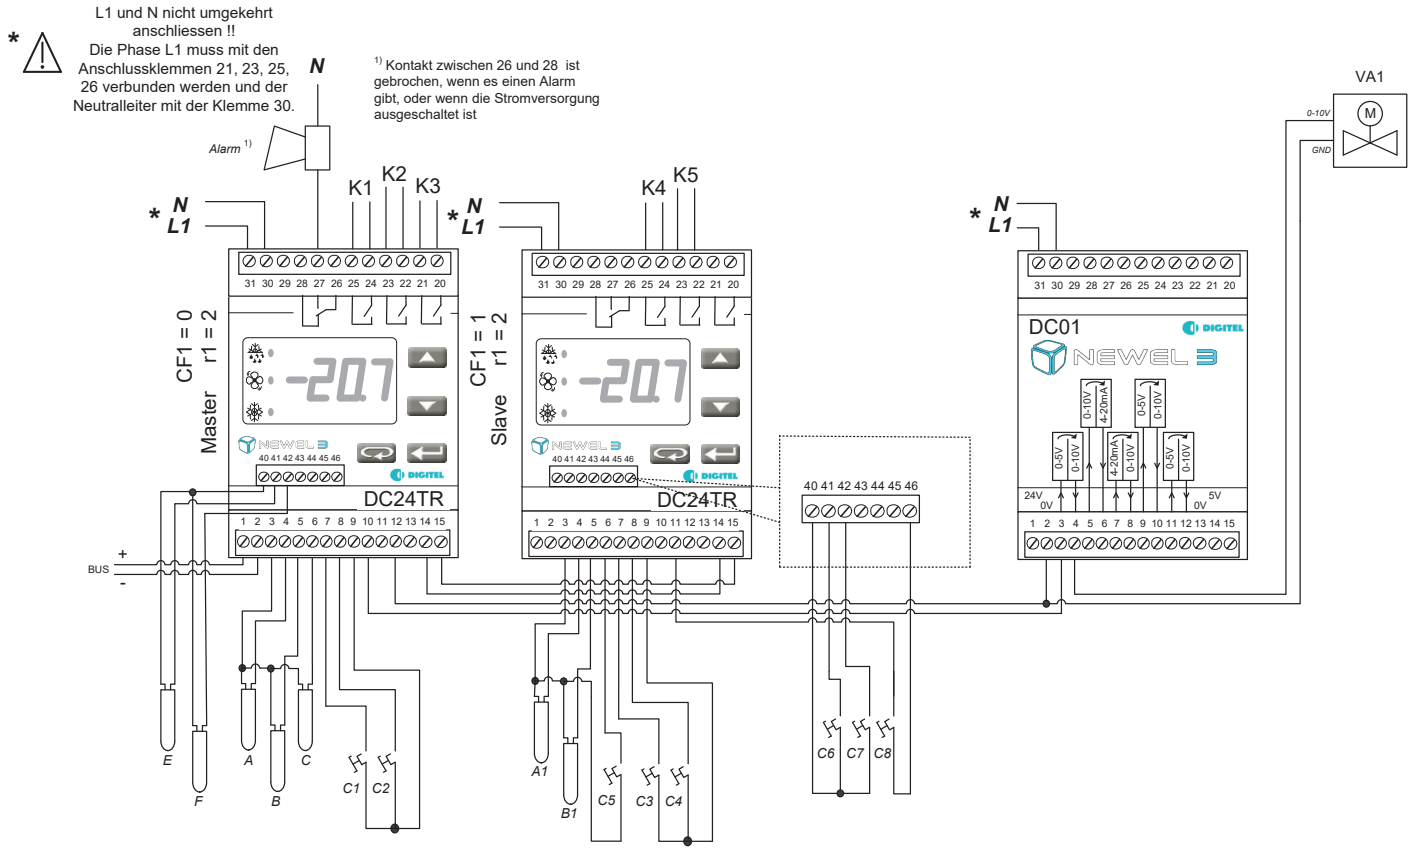 L1 und N nicht umgekehrt
anschliessen !!
* Die Phase L1 muss mit den
Anschlussklemmen 21, 23, 25,
26 verbunden werden und der
Neutralleiter mit der Klemme 30.
N
1) Kontakt zwischen 26 und 28 ist
gebrochen, wenn es einen Alarm
gibt, oder wenn die Stromversorgung
ausgeschaltet ist
Alarm 1)
VA1
0-10V
M
GND
* N
L1
K1 K2 K3
31 30 29 28 27 26 25 24 23 22 21 20
CF1 = 0
Master r1 = 2
-20.7
NEWEL 3
DIGITEL
40 41 42 43 44 45 46
DC24TR
1 2 3 4 5 6 7 8 9 10 11 12 13 14 15
BUS
+
-
E
F
A
B
C
C1 C2
* N
L1
K4 K5
31 30 29 28 27 26 25 24 23 22 21 20
CF1 = 1
Slave r1 = 2
-20.7
NEWEL 3
DIGITEL
40 41 42 43 44 45 46
DC24TR
1 2 3 4 5 6 7 8 9 10 11 12 13 14 15
A1
B1
C5 C3 C4
40 41 42 43 44 45 46
C6 C7 C8
* N
L1
31 30 29 28 27 26 25 24 23 22 21 20
DC01
DIGITEL
NEWEL 3
0-5V 0-10V
0-10V 4-20mA
4-20mA 0-10V
0-5V 0-10V
0-5V 0-10V
24V
0V
5V
0V
1 2 3 4 5 6 7 8 9 10 11 12 13 14 15